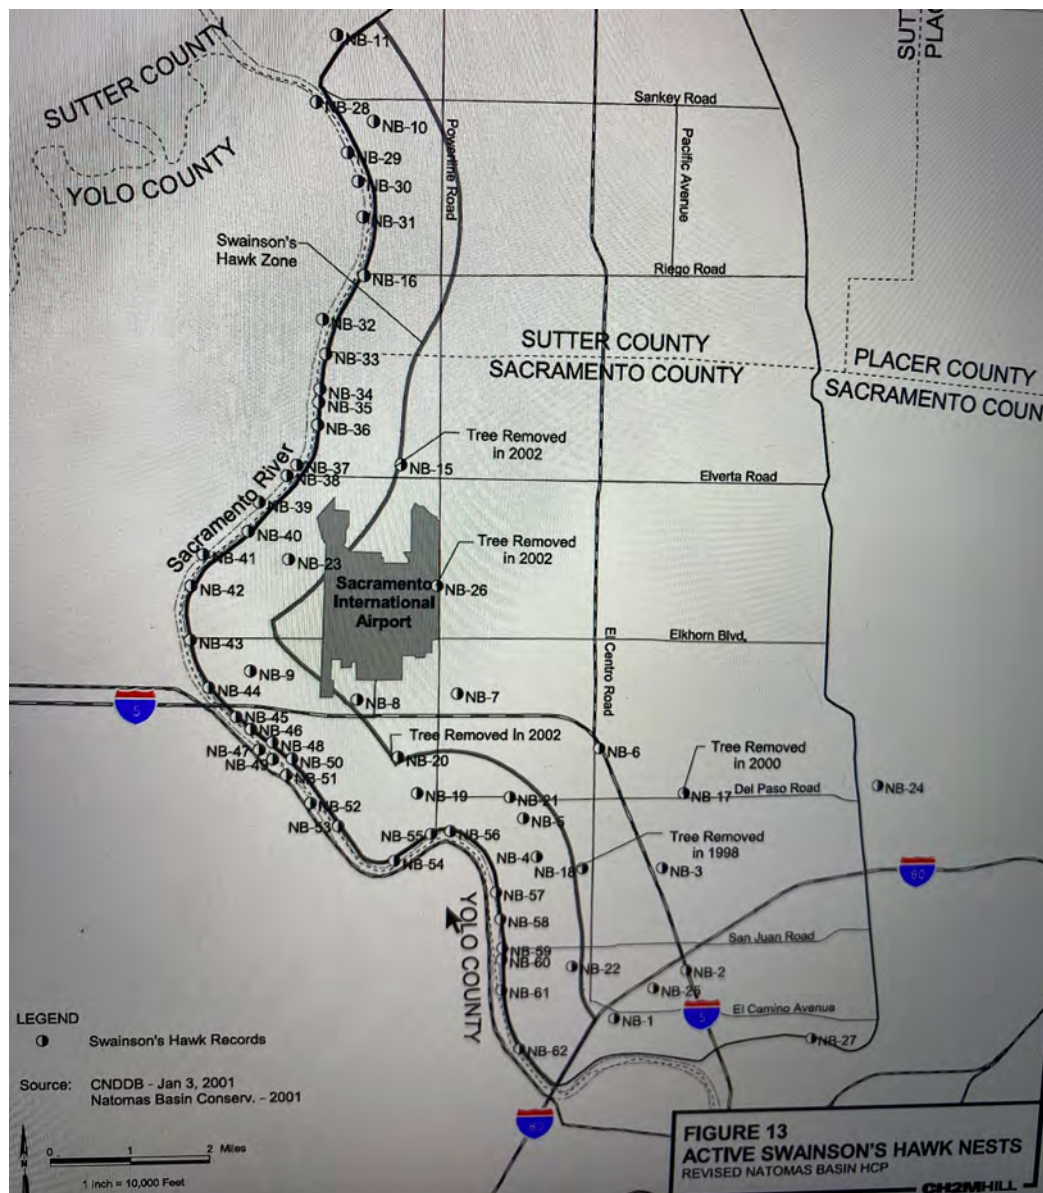 NB-11
SUTTER COUNTY
SUTT
PLAC
NB-28
Sankey Road
NB-10
Powerline Road
Pacific Avenue
YOLO COUNTY
NB-29
NB-30
NB-31
Swainson's
Hawk Zone
Riego Road
NB-16
NB-32
SUTTER COUNTY
NB-33
SACRAMENTO COUNTY
PLACER COUNTY
SACRAMENTO COUN
NB-34
NB-35
NB-36
Tree Removed
in 2002
Sacramento River
NB-37
NB-15
NB-38
Elverta Road
NB-39
NB-40
Tree Removed
in 2002
NB-41
NB-23
NB-42
Sacramento
International
Airport
NB-26
NB-43
Elkhorn Blvd.
El Centro Road
NB-9
NB-44
NB-8
NB-7
5
NB-45
NB-46
Tree Removed In 2002
NB-47
NB-48
NB-6
Tree Removed
in 2000
NB-49
NB-50
NB-20
NB-51
NB-19
NB-21
NB-17
Del Paso Road
NB-24
NB-52
NB-5
NB-53
NB-55
NB-56
Tree Removed
in 1998
NB-54
NB-4
NB-18
NB-3
80
YOLO COUNTY
NB-57
NB-58
NB-59
San Juan Road
NB-60
NB-22
NB-2
NB-61
NB-25
5
El Camino Avenue
NB-1
NB-62
NB-27
80
LEGEND
Swainson's Hawk Records
Source: CNDDB - Jan 3, 2001
Natomas Basin Conserv. - 2001
N
0 1 2 Miles
1 inch = 10,000 Feet
FIGURE 13
ACTIVE SWAINSON'S HAWK NESTS
REVISED NATOMAS BASIN HCP
CH2MHILL